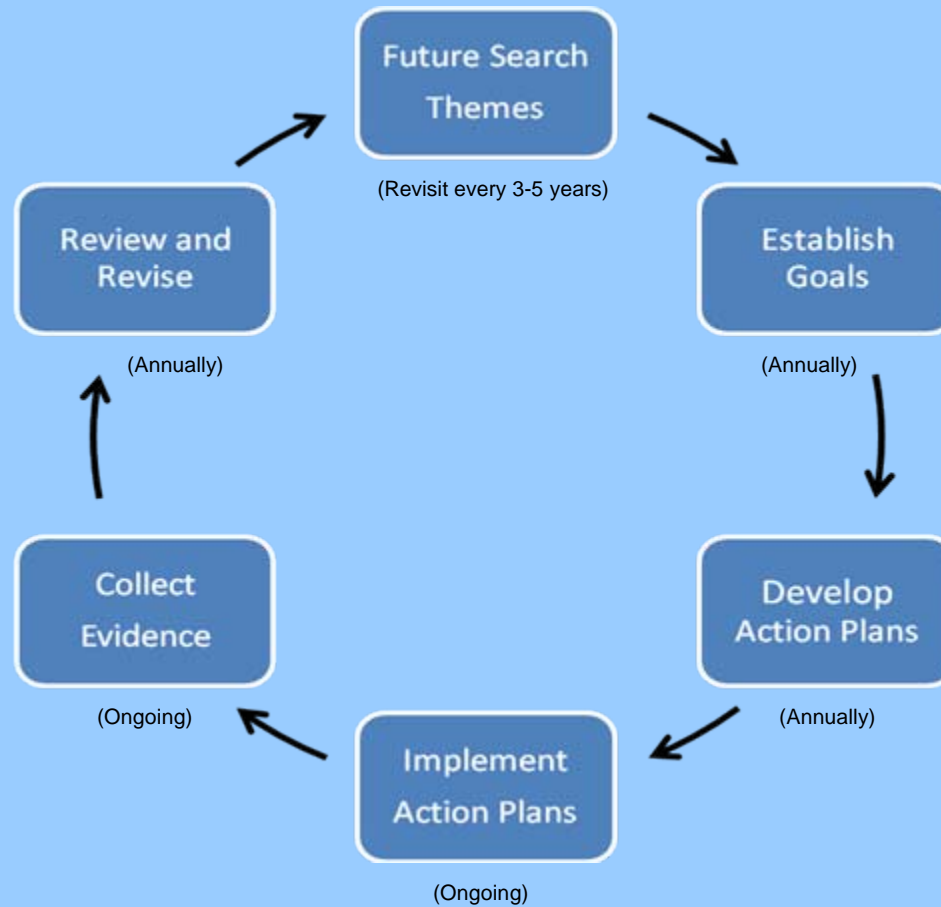 Future Search
Themes
(Revisit every 3-5 years)
Establish
Goals
(Annually)
Develop
Action Plans
(Annually)
Implement
Action Plans
(Ongoing)
Collect
Evidence
(Ongoing)
Review and
Revise
(Annually)